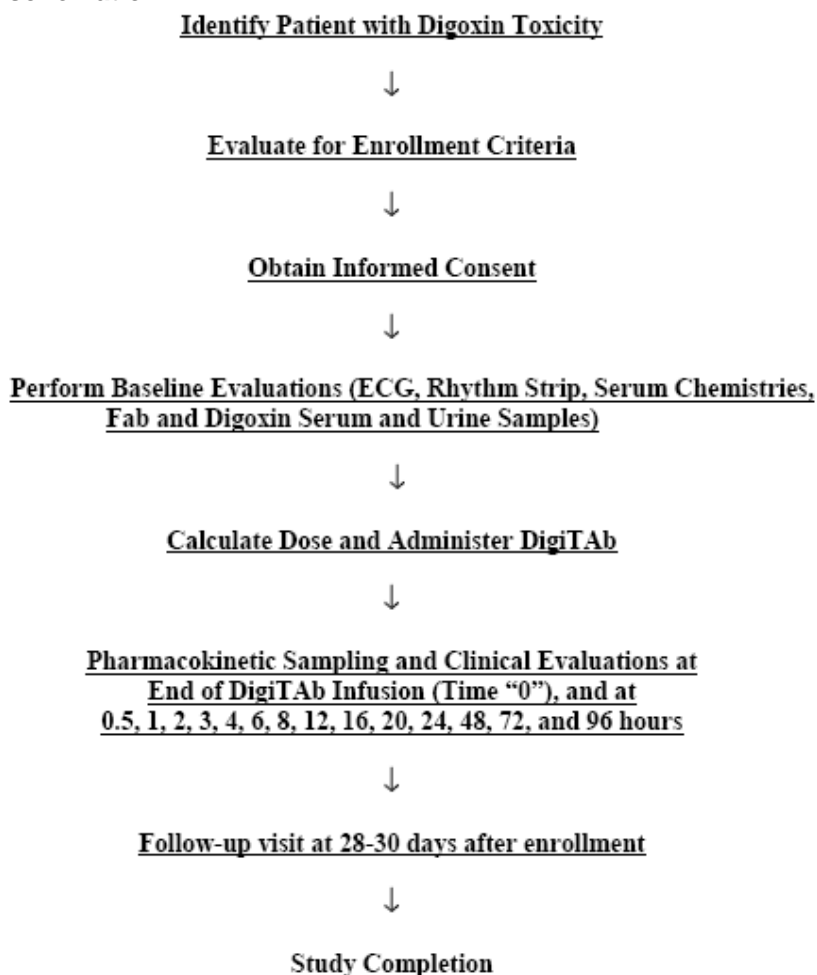 Identify Patient with Digoxin Toxicity
↓
Evaluate for Enrollment Criteria
↓
Obtain Informed Consent
↓
Perform Baseline Evaluations (ECG, Rhythm Strip, Serum Chemistries,
Fab and Digoxin Serum and Urine Samples)
↓
Calculate Dose and Administer DigiTAb
↓
Pharmacokinetic Sampling and Clinical Evaluations at
End of DigiTAb Infusion (Time “0”), and at
0.5, 1, 2, 3, 4, 6, 8, 12, 16, 20, 24, 48, 72, and 96 hours
↓
Follow-up visit at 28-30 days after enrollment
↓
Study Completion